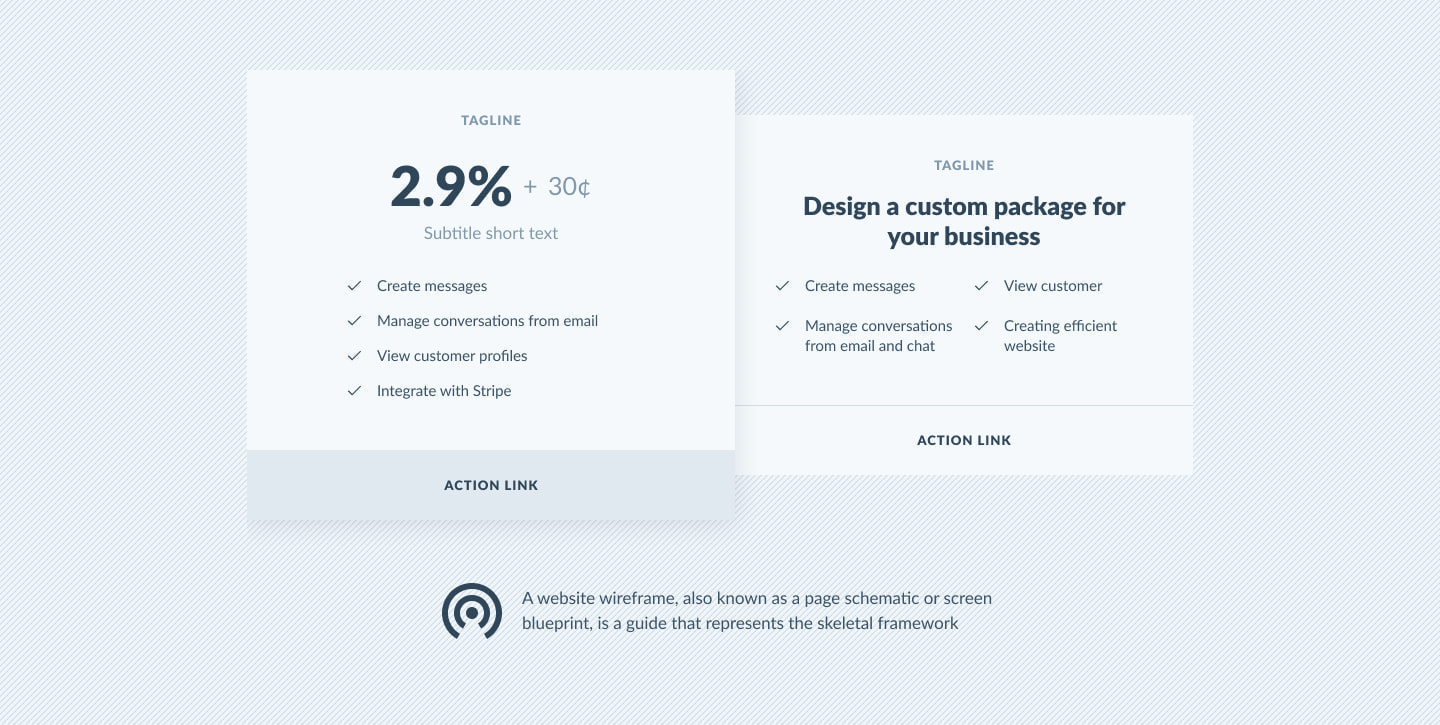 TAGLINE
2.9% + 30¢
Subtitle short text
Create messages
Manage conversations from email
View customer profiles
Integrate with Stripe
ACTION LINK
TAGLINE
Design a custom package for
your business
Create messages
Manage conversations
from email and chat
View customer
Creating efficient
website
ACTION LINK
A website wireframe, also known as a page schematic or screen
blueprint, is a guide that represents the skeletal framework